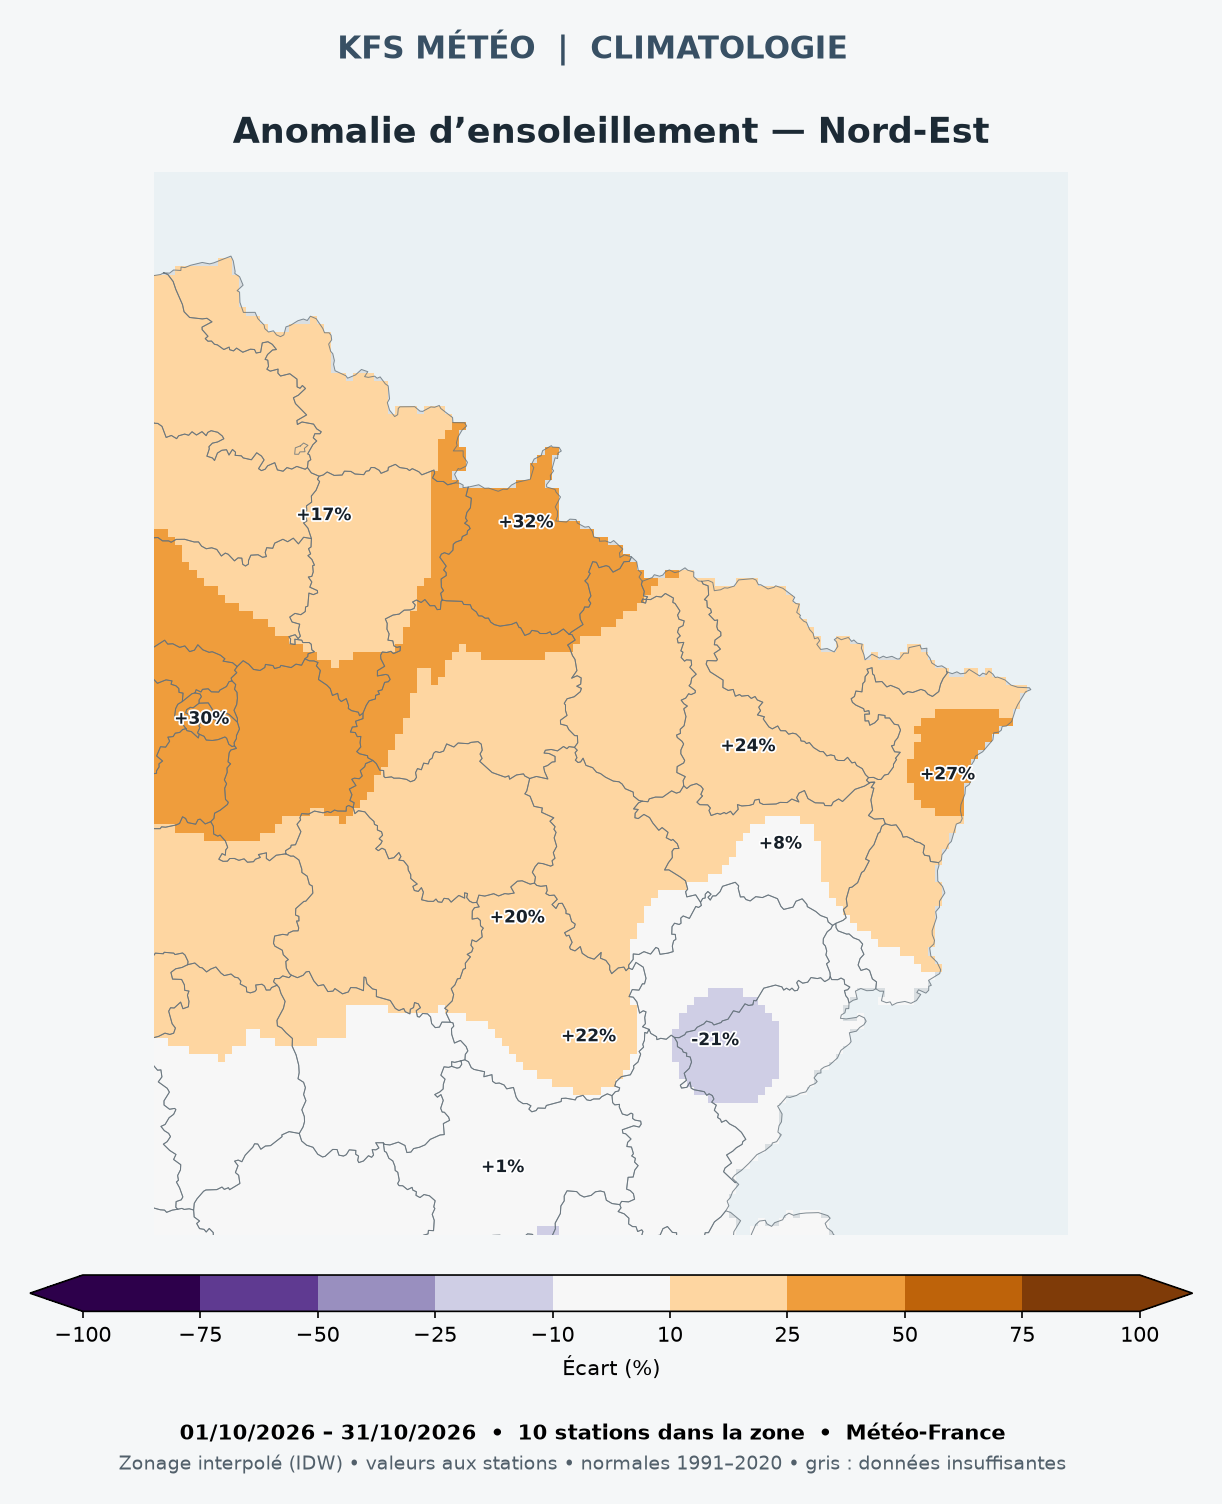 KFS MÉTÉO | CLIMATOLOGIE
Anomalie d’ensoleillement — Nord-Est
+17%
+32%
+30%
+24%
+27%
+8%
+20%
+22%
-21%
+1%
−100 −75 −50 −25 −10 10 25 50 75 100
Écart (%)
01/10/2026 – 31/10/2026 • 10 stations dans la zone • Météo-France
Zonage interpolé (IDW) • valeurs aux stations • normales 1991–2020 • gris : données insuffisantes